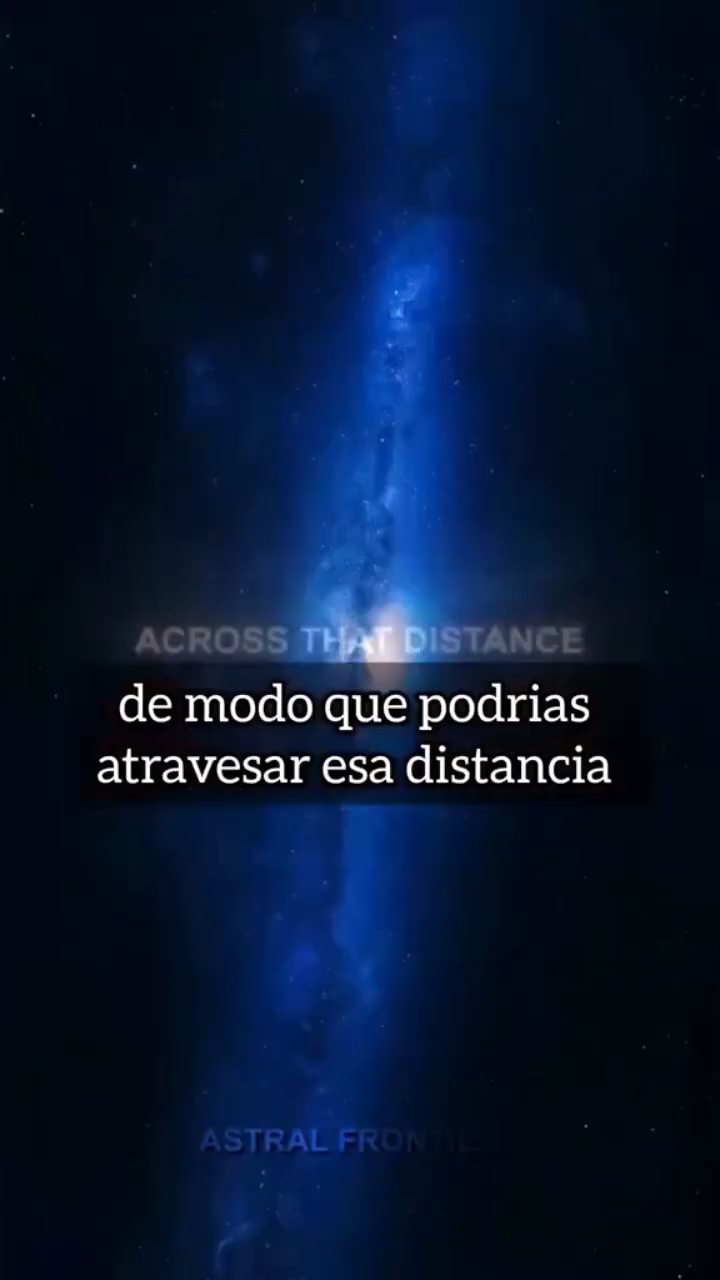 ACROSS THAT DISTANCE
de modo que podrias
atravesar esa distancia
ASTRAL